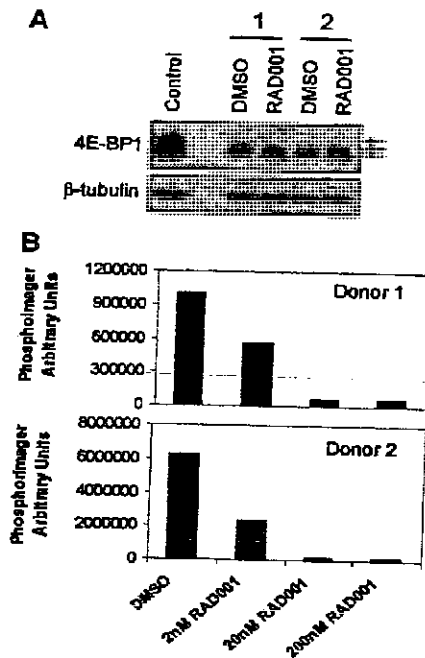 A
1 2
Control DMSO RAD001 DMSO RAD001
4E-BP1
β-tubulin
B
PhosphoImager
Arbitrary Units
1200000
900000
600000
300000
0
Donor 1
PhosphorImager
Arbitrary Units
8000000
6000000
4000000
2000000
0
Donor 2
DMSO
2nM RAD001
20nM RAD001
200nM RAD001